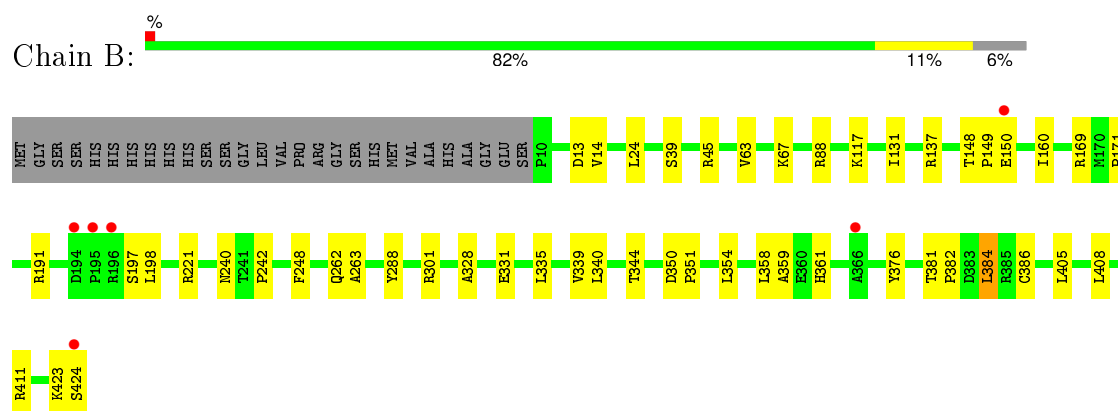 %
Chain B:
82% 11% 6%
MET GLY SER SER HIS HIS HIS HIS HIS HIS SER SER GLY LEU VAL PRO ARG GLY SER HIS MET VAL ALA HIS ALA GLY GLU SER P10 D13 V14 L24 S39 R45 V63 K67 R88 K117 I131 R137 T148 P149 E150 I160 R169 M170
R191 D194 P195 R196 S197 L198 R221 N240 T241 P242 F248 Q262 A263 Y288 R301 A328 E331 L335 V339 L340 T344 D350 P351 L354 L358 A359 E360 H361 A366 Y376 T381 P382 D383 L384 R385 C386 L405 L408
R411 K423 S424